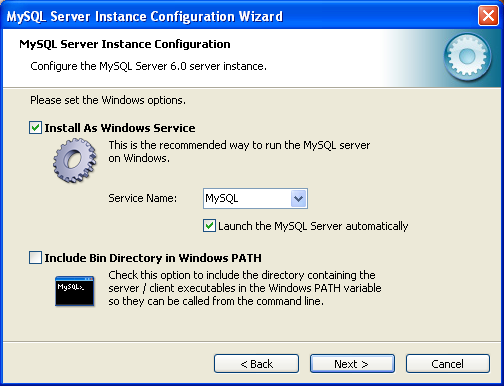 MySQL Server Instance Configuration Wizard
MySQL Server Instance Configuration
Configure the MySQL Server 6.0 server instance.
Please set the Windows options.
Install As Windows Service
This is the recommended way to run the MySQL server
on Windows.
Service Name: MySQL
Launch the MySQL Server automatically
Include Bin Directory in Windows PATH
MySQL>_
Check this option to include the directory containing the
server / client executables in the Windows PATH variable
so they can be called from the command line.
< Back Next > Cancel